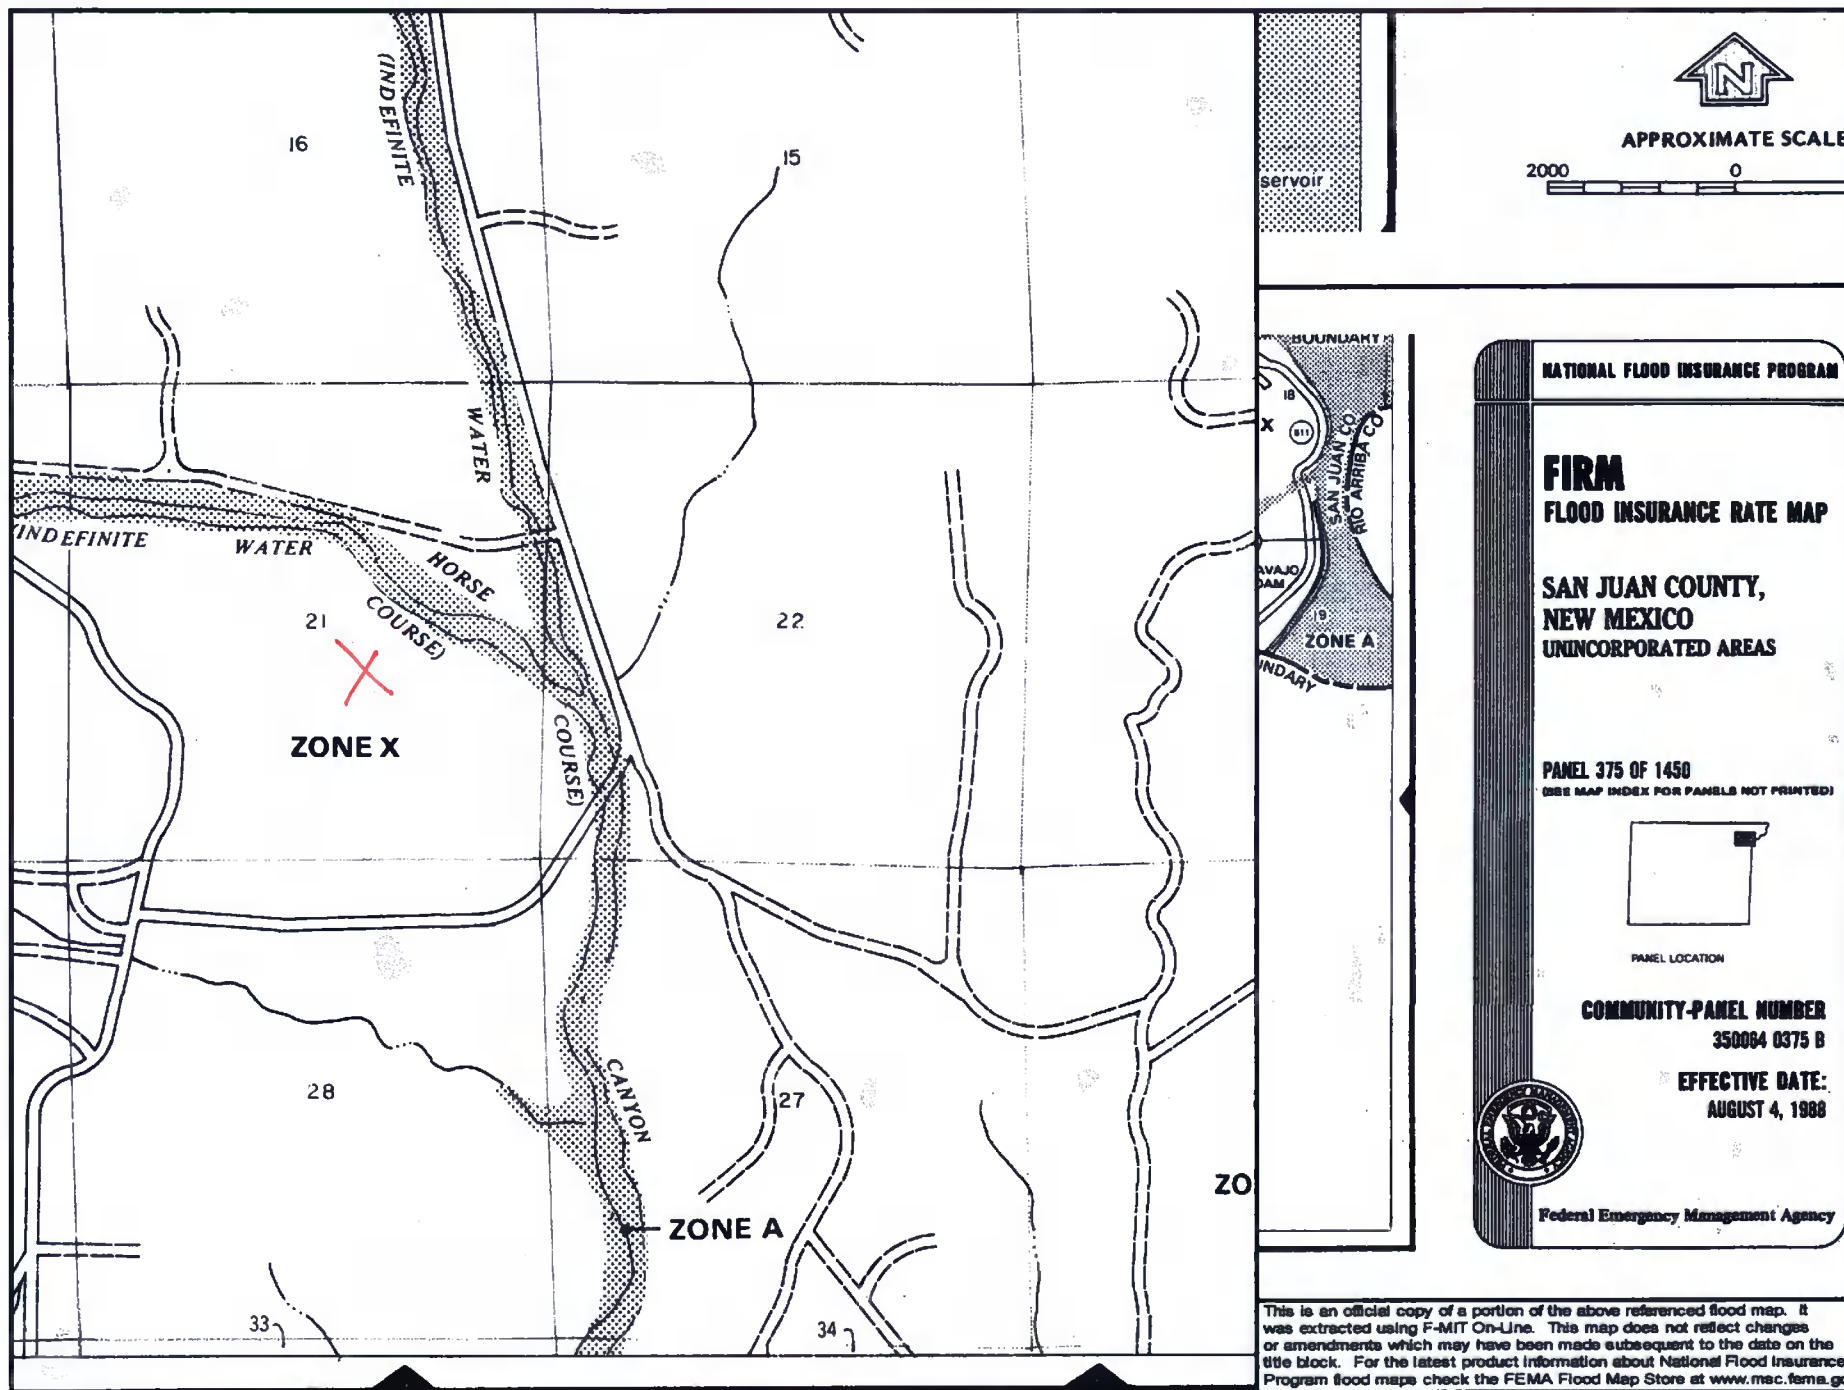 (INDEFINITE
16
15
WATER
INDEFINITE
WATER
HORSE
COURSE)
21
22
ZONE X
COURSE)
28
CANYON
27
ZO
ZONE A
33
34
servoir
N
APPROXIMATE SCALE
2000 0
BOUNDARY
18
X
511
SAN JUAN CO
RIO ARRIBA CO
AVAJO
DAM
19
ZONE A
UNDARY
NATIONAL FLOOD INSURANCE PROGRAM
FIRM
FLOOD INSURANCE RATE MAP
SAN JUAN COUNTY,
NEW MEXICO
UNINCORPORATED AREAS
PANEL 375 OF 1450
(SEE MAP INDEX FOR PANELS NOT PRINTED)
PANEL LOCATION
COMMUNITY-PANEL NUMBER
350064 0375 B
EFFECTIVE DATE:
AUGUST 4, 1988
Federal Emergency Management Agency
This is an official copy of a portion of the above referenced flood map. It
was extracted using F-MIT On-Line. This map does not reflect changes
or amendments which may have been made subsequent to the date on the
title block. For the latest product information about National Flood Insurance
Program flood maps check the FEMA Flood Map Store at www.msc.fema.g